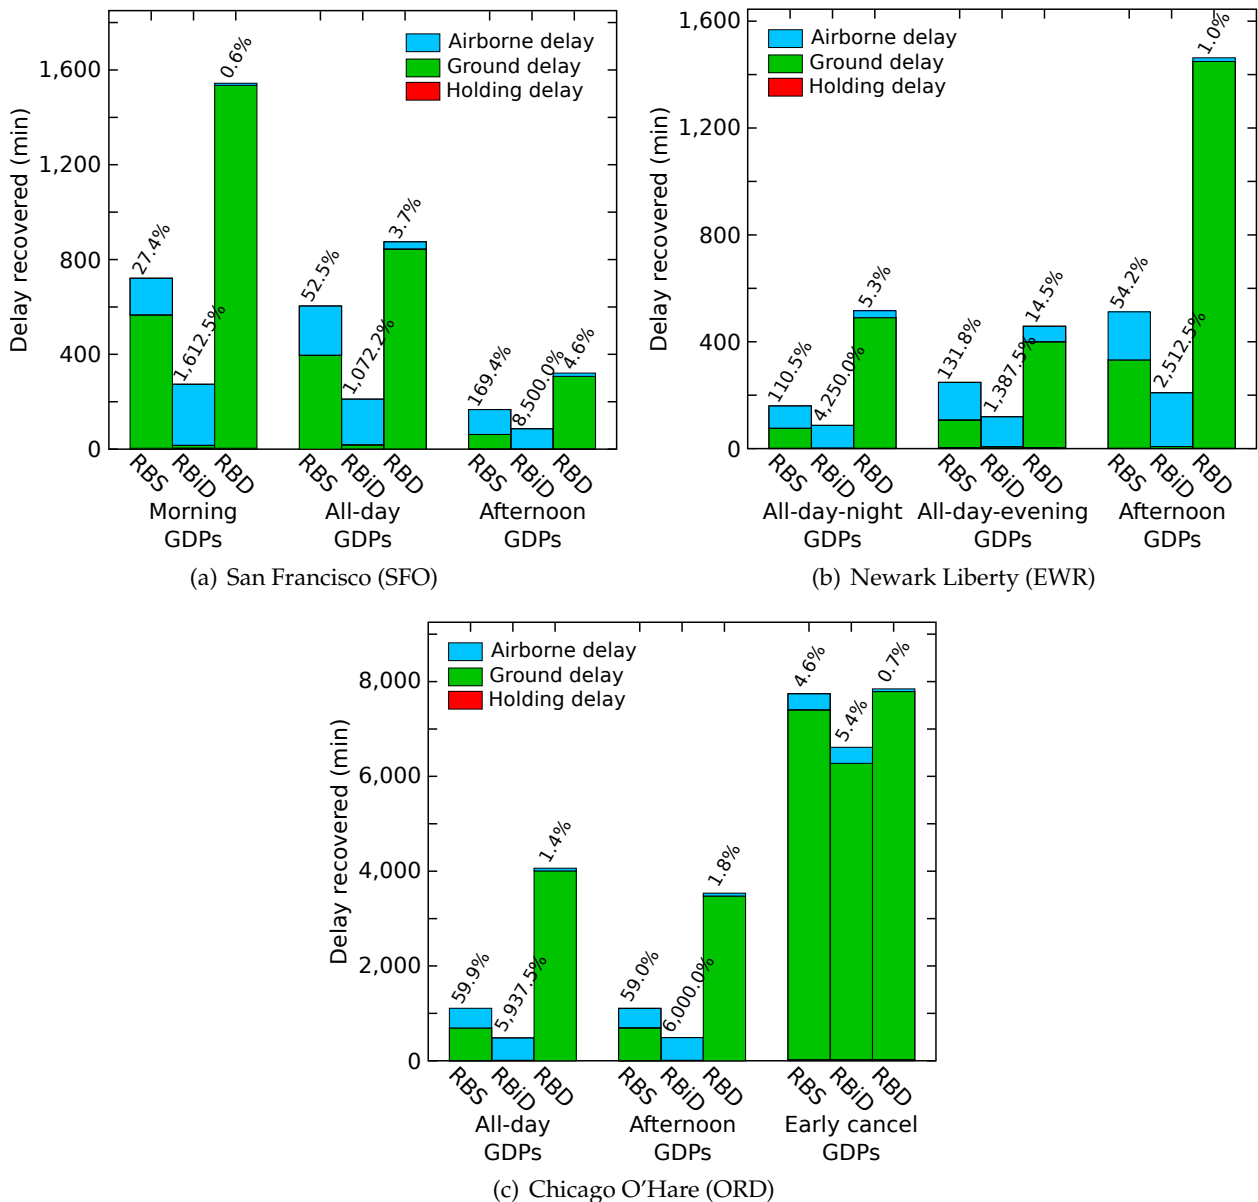 Airborne delay
Ground delay
Holding delay
Delay recovered (min)
1,600
1,200
800
400
0
27.4%
1,612.5%
0.6%
52.5%
1,072.2%
3.7%
169.4%
8,500.0%
4.6%
RBS RBiD RBD RBS RBiD RBD RBS RBiD RBD
Morning GDPs
All-day GDPs
Afternoon GDPs
(a) San Francisco (SFO)
Airborne delay
Ground delay
Holding delay
Delay recovered (min)
1,600
1,200
800
400
0
110.5%
4,250.0%
5.3%
131.8%
1,387.5%
14.5%
54.2%
2,512.5%
1.0%
RBS RBiD RBD RBS RBiD RBD RBS RBiD RBD
All-day-night GDPs
All-day-evening GDPs
Afternoon GDPs
(b) Newark Liberty (EWR)
Airborne delay
Ground delay
Holding delay
Delay recovered (min)
8,000
6,000
4,000
2,000
0
59.9%
5,937.5%
1.4%
59.0%
6,000.0%
1.8%
4.6%
5.4%
0.7%
RBS RBiD RBD RBS RBiD RBD RBS RBiD RBD
All-day GDPs
Afternoon GDPs
Early cancel GDPs
(c) Chicago O'Hare (ORD)